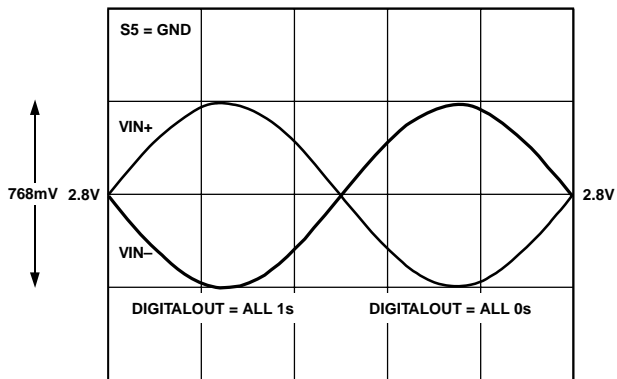 S5 = GND
VIN+
768mV 2.8V 2.8V
VIN–
DIGITALOUT = ALL 1s DIGITALOUT = ALL 0s